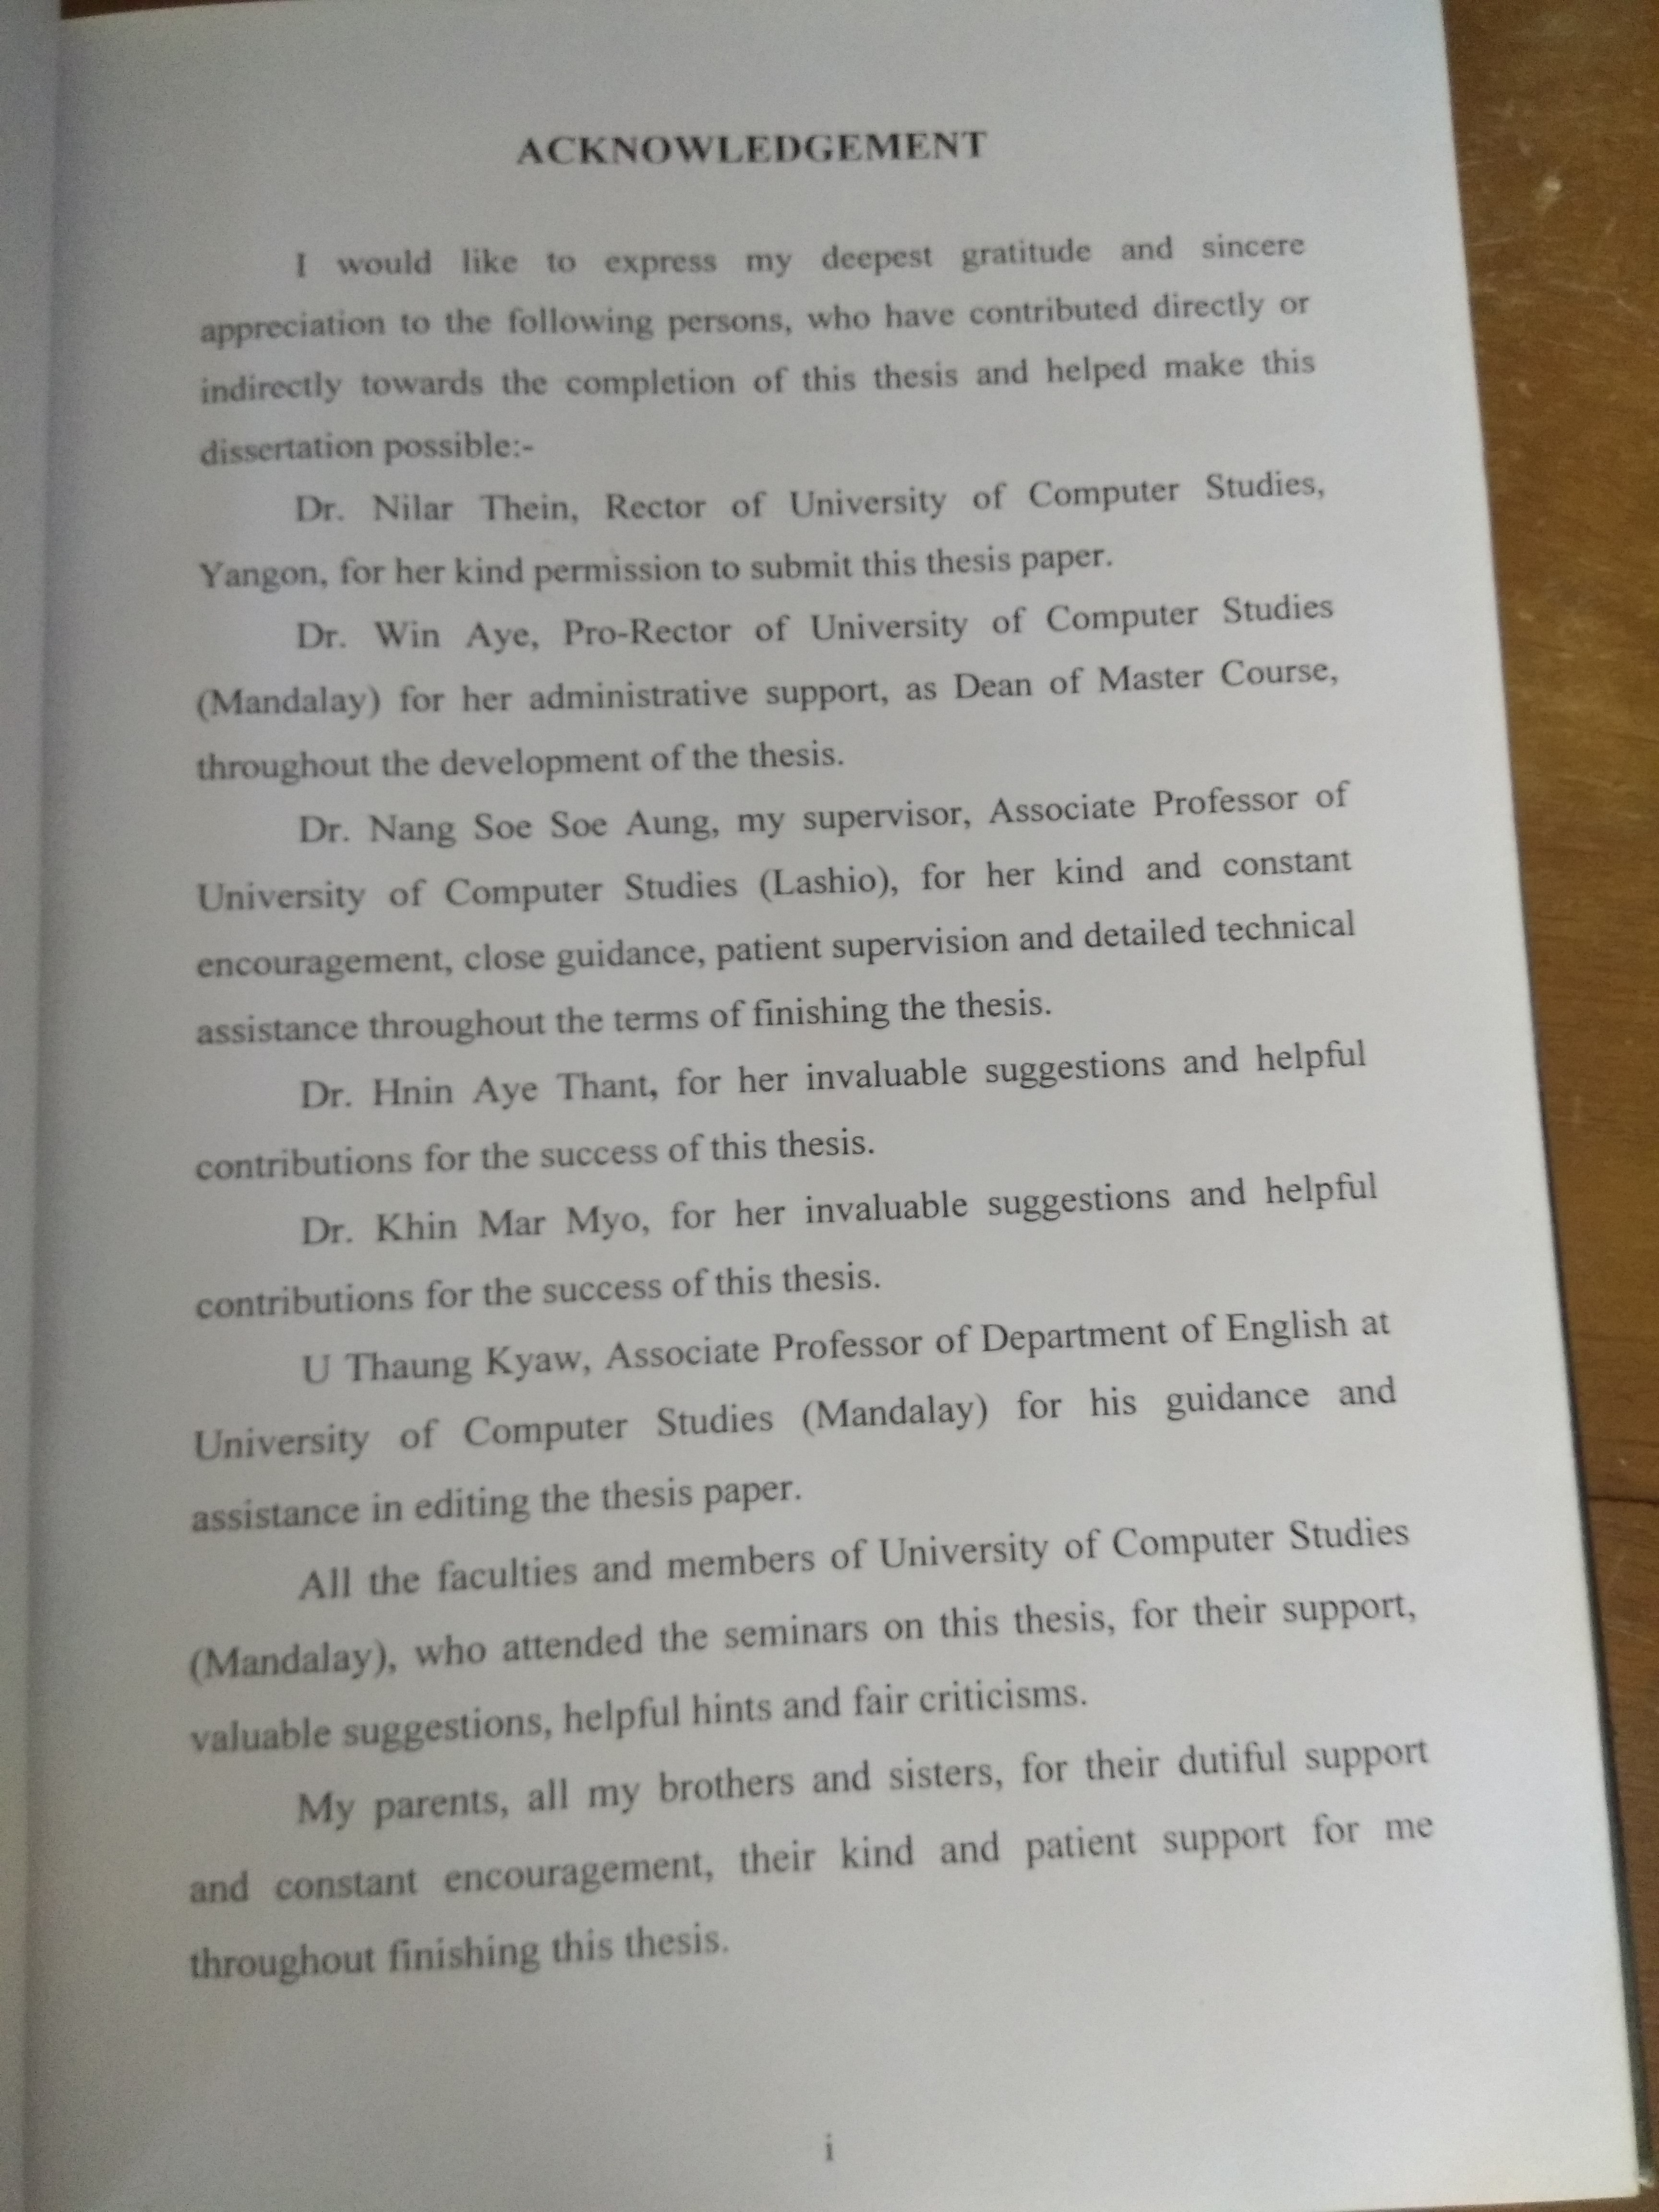 ACKNOWLEDGEMENT
I would like to express my deepest gratitude and sincere
appreciation to the following persons, who have contributed directly or
indirectly towards the completion of this thesis and helped make this
dissertation possible:-
Dr. Nilar Thein, Rector of University of Computer Studies,
Yangon, for her kind permission to submit this thesis paper.
Dr. Win Aye, Pro-Rector of University of Computer Studies
(Mandalay) for her administrative support, as Dean of Master Course,
throughout the development of the thesis.
Dr. Nang Soe Soe Aung, my supervisor, Associate Professor of
University of Computer Studies (Lashio), for her kind and constant
encouragement, close guidance, patient supervision and detailed technical
assistance throughout the terms of finishing the thesis.
Dr. Hnin Aye Thant, for her invaluable suggestions and helpful
contributions for the success of this thesis.
Dr. Khin Mar Myo, for her invaluable suggestions and helpful
contributions for the success of this thesis.
U Thaung Kyaw, Associate Professor of Department of English at
University of Computer Studies (Mandalay) for his guidance and
assistance in editing the thesis paper.
All the faculties and members of University of Computer Studies
(Mandalay), who attended the seminars on this thesis, for their support,
valuable suggestions, helpful hints and fair criticisms.
My parents, all my brothers and sisters, for their dutiful support
and constant encouragement, their kind and patient support for me
throughout finishing this thesis.
i